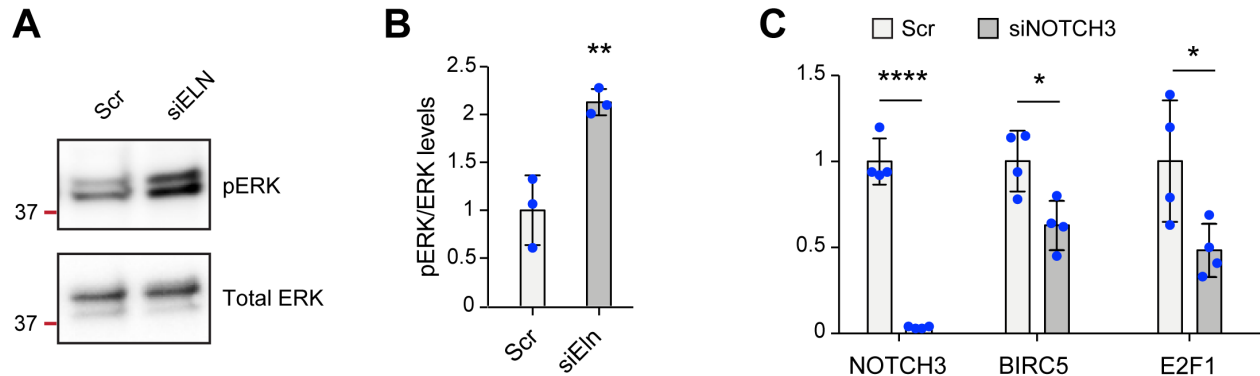 A
Scr
siELN
pERK
37
Total ERK
37
B
**
2.5
2
1.5
1
0.5
0
pERK/ERK levels
Scr
siEln
C
Scr
siNOTCH3
****
*
*
1.5
1
0.5
0
NOTCH3
BIRC5
E2F1